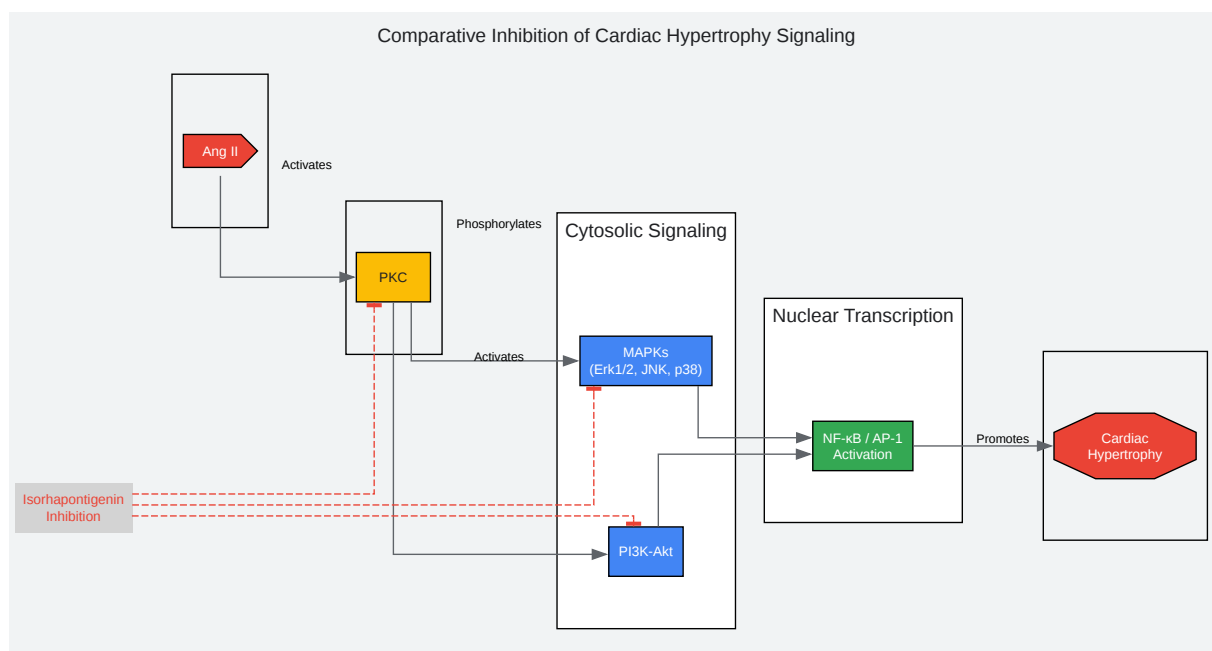 Comparative Inhibition of Cardiac Hypertrophy Signaling
Ang II
Activates
Phosphorylates
Cytosolic Signaling
PKC
Nuclear Transcription
MAPKs
(Erk1/2, JNK, p38)
Activates
NF-κB / AP-1
Activation
Promotes
Cardiac
Hypertrophy
Isorhapontigenin
Inhibition
PI3K-Akt